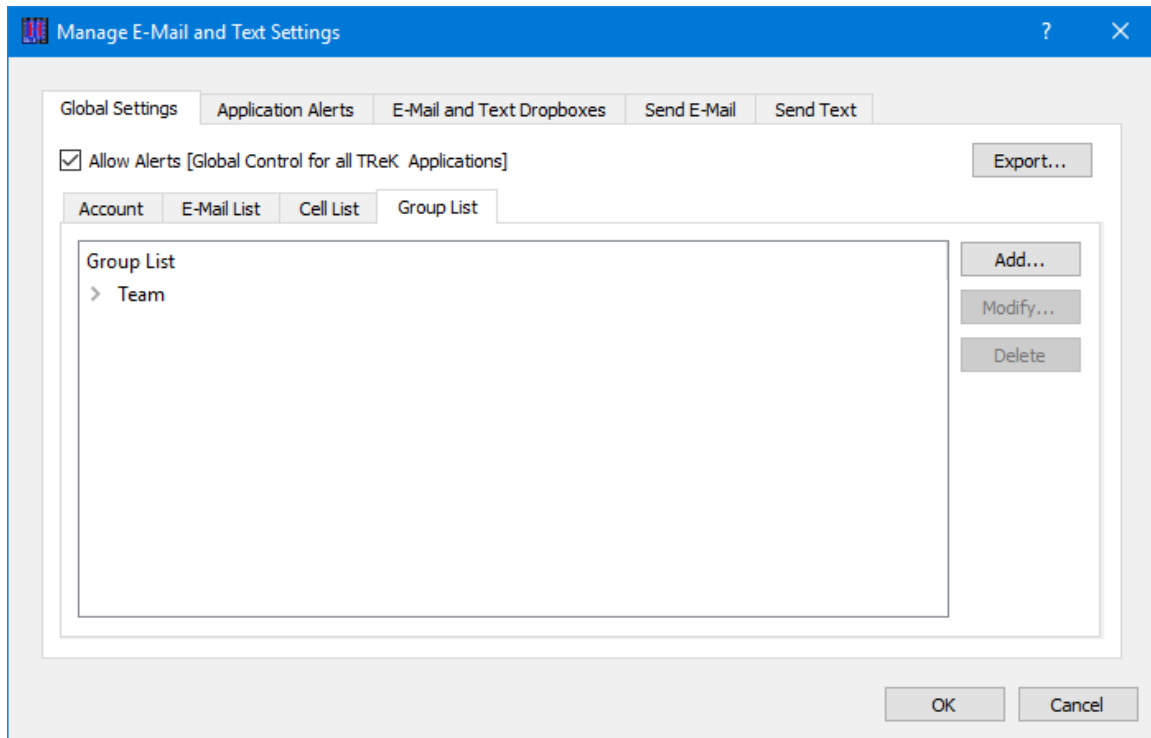 Manage E-Mail and Text Settings ?
Global Settings Application Alerts E-Mail and Text Dropboxes Send E-Mail Send Text
Allow Alerts [Global Control for all TReK Applications] Export...
Account E-Mail List Cell List Group List
Group List Add...
Team Modify...
Delete
OK Cancel